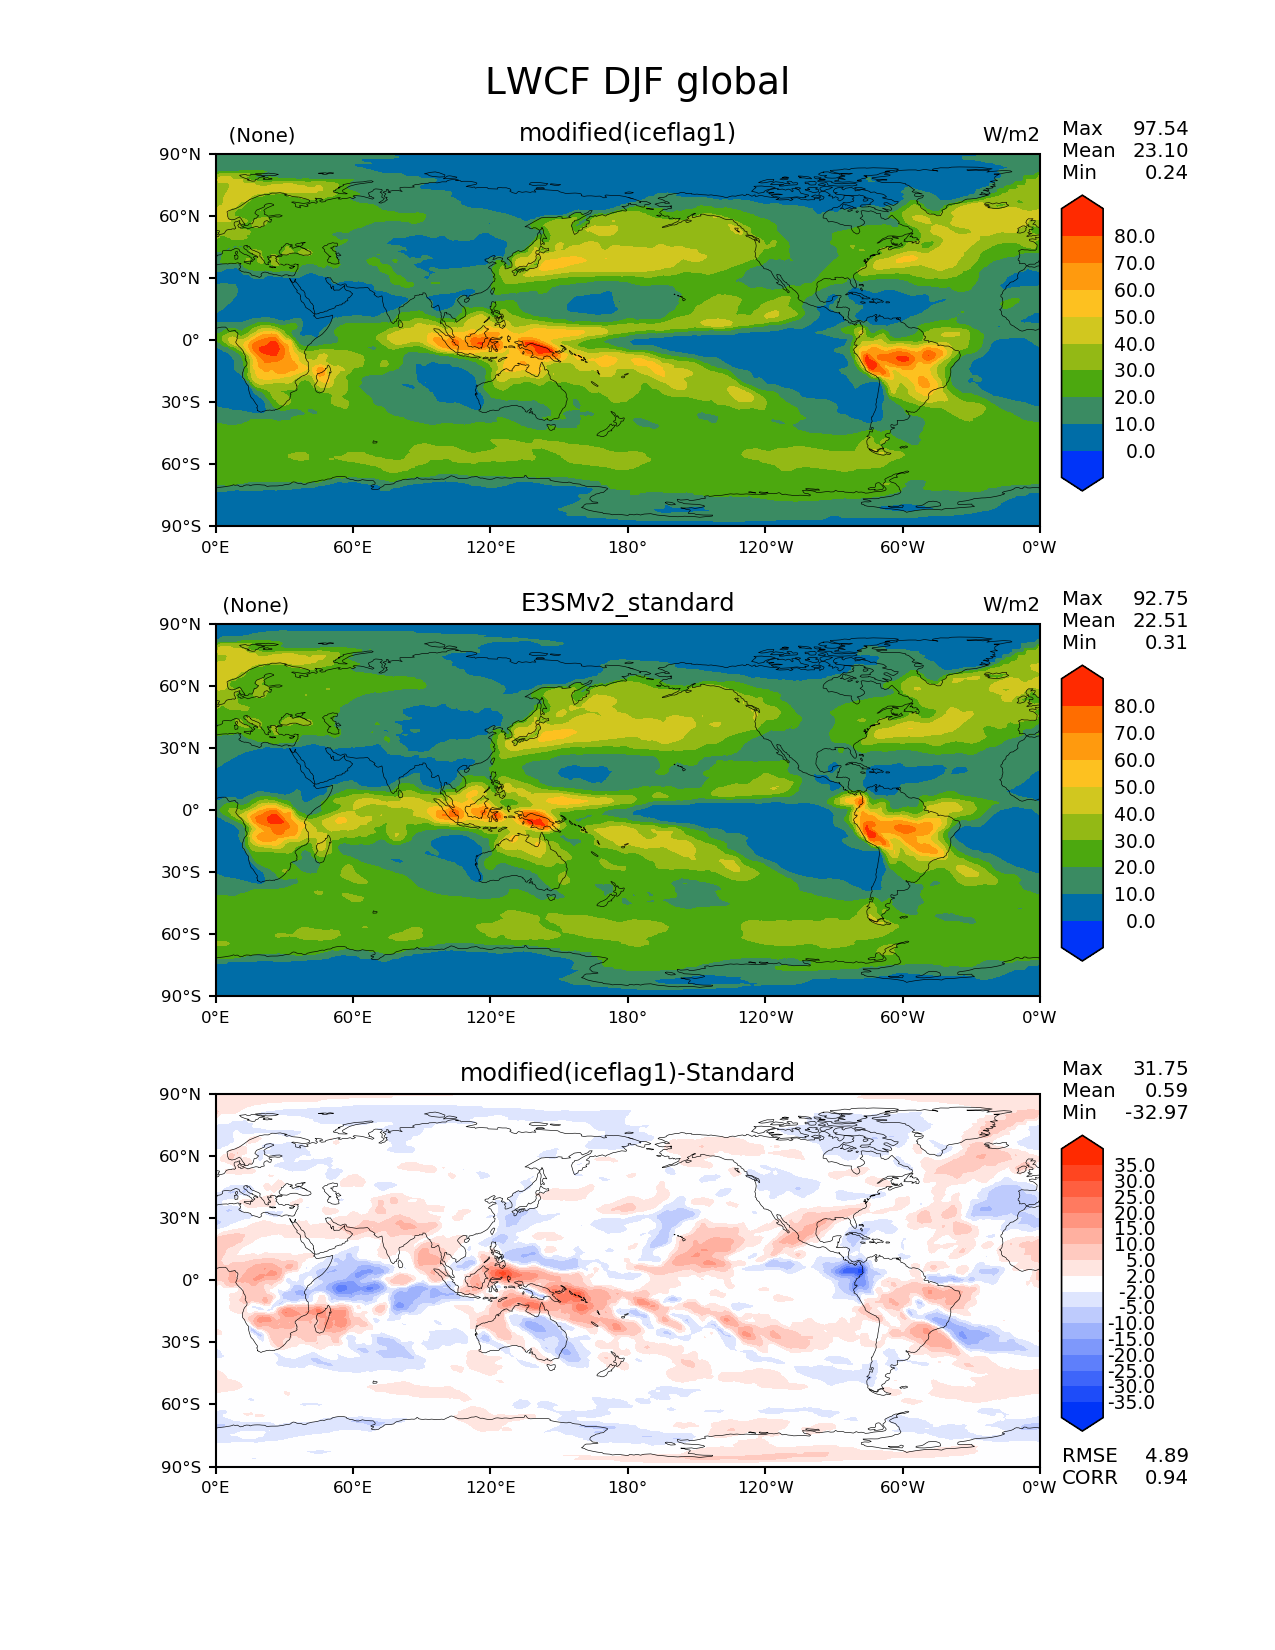 LWCF DJF global
(None) modified(iceflag1) W/m2
Max 97.54
Mean 23.10
Min 0.24
90°N
60°N
30°N
0°
30°S
60°S
90°S
0°E 60°E 120°E 180° 120°W 60°W 0°W
80.0
70.0
60.0
50.0
40.0
30.0
20.0
10.0
0.0
(None) E3SMv2_standard W/m2
Max 92.75
Mean 22.51
Min 0.31
90°N
60°N
30°N
0°
30°S
60°S
90°S
0°E 60°E 120°E 180° 120°W 60°W 0°W
80.0
70.0
60.0
50.0
40.0
30.0
20.0
10.0
0.0
modified(iceflag1)-Standard
Max 31.75
Mean 0.59
Min -32.97
90°N
60°N
30°N
0°
30°S
60°S
90°S
0°E 60°E 120°E 180° 120°W 60°W 0°W
35.0
30.0
25.0
20.0
15.0
10.0
5.0
2.0
-2.0
-5.0
-10.0
-15.0
-20.0
-25.0
-30.0
-35.0
RMSE 4.89
CORR 0.94